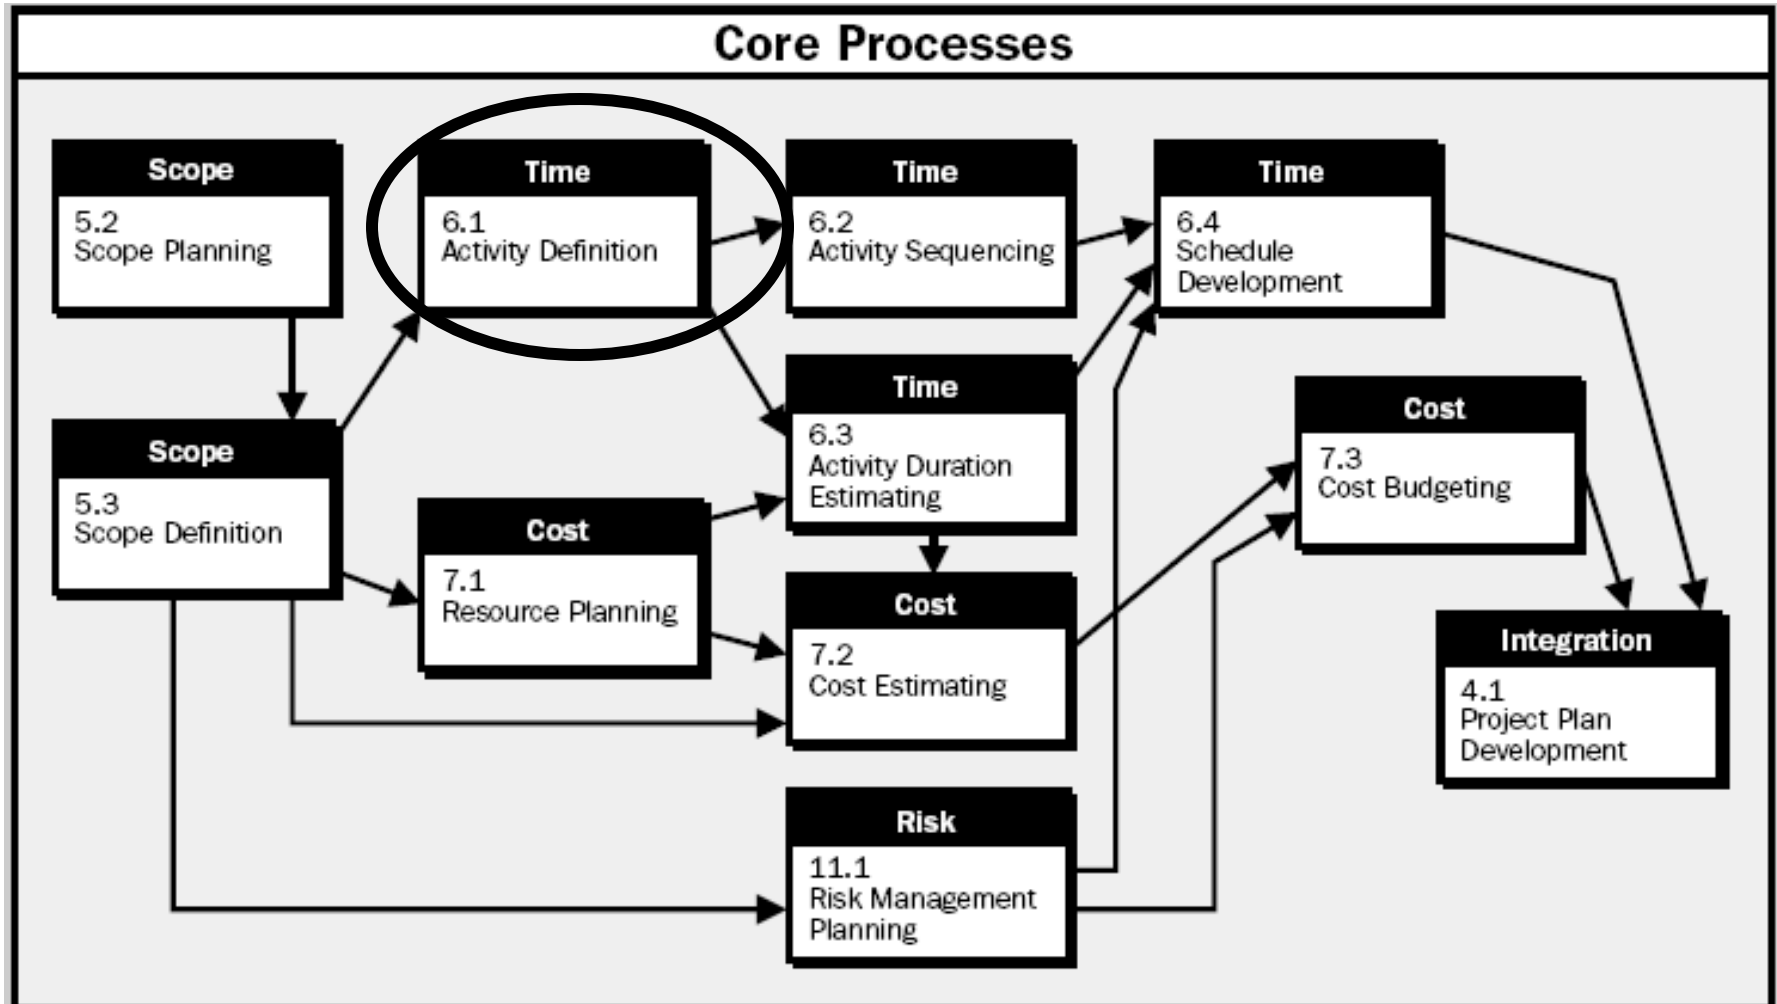 Core Processes
Scope
5.2
Scope Planning
Time
6.1
Activity Definition
Time
6.2
Activity Sequencing
Time
6.4
Schedule
Development
Scope
5.3
Scope Definition
Time
6.3
Activity Duration
Estimating
Cost
7.3
Cost Budgeting
Cost
7.1
Resource Planning
Cost
7.2
Cost Estimating
Integration
4.1
Project Plan
Development
Risk
11.1
Risk Management
Planning